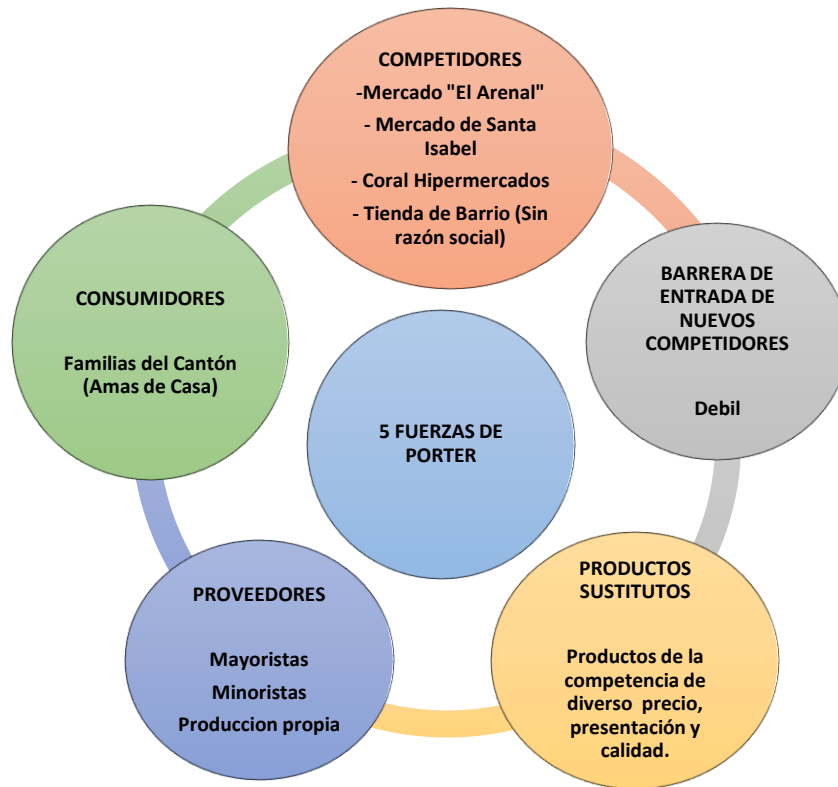 COMPETIDORES
-Mercado "El Arenal"
- Mercado de Santa
Isabel
- Coral Hipermercados
- Tienda de Barrio (Sin
razón social)
BARRERA DE
ENTRADA DE
NUEVOS
COMPETIDORES
Debil
PRODUCTOS
SUSTITUTOS
Productos de la
competencia de
diverso precio,
presentación y
calidad.
PROVEEDORES
Mayoristas
Minoristas
Produccion propia
CONSUMIDORES
Familias del Cantón
(Amas de Casa)
5 FUERZAS DE
PORTER